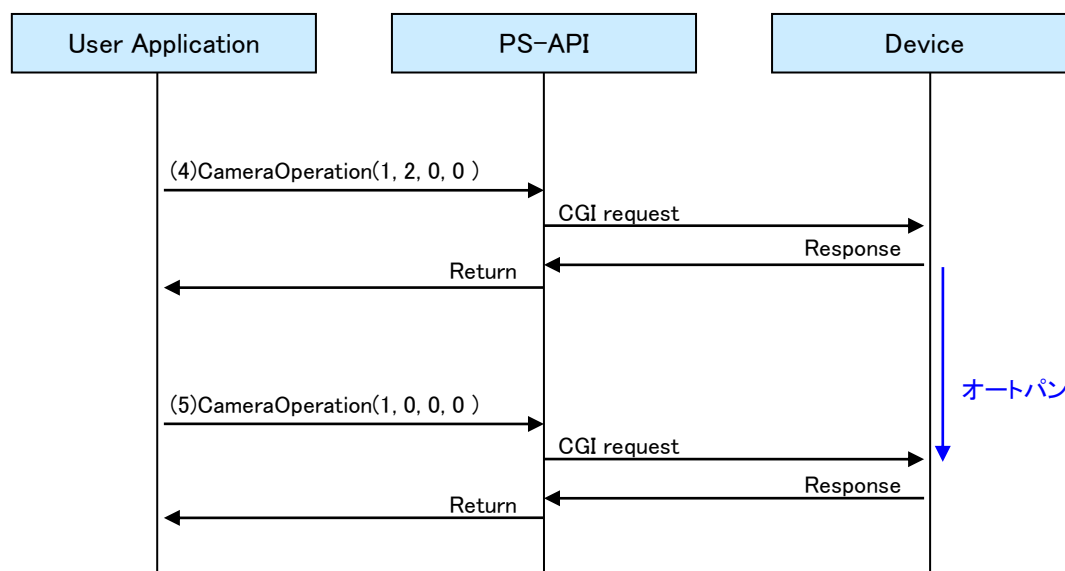 User Application
PS-API
Device
(4)CameraOperation(1, 2, 0, 0 )
CGI request
Response
Return
オートパン
(5)CameraOperation(1, 0, 0, 0 )
CGI request
Response
Return